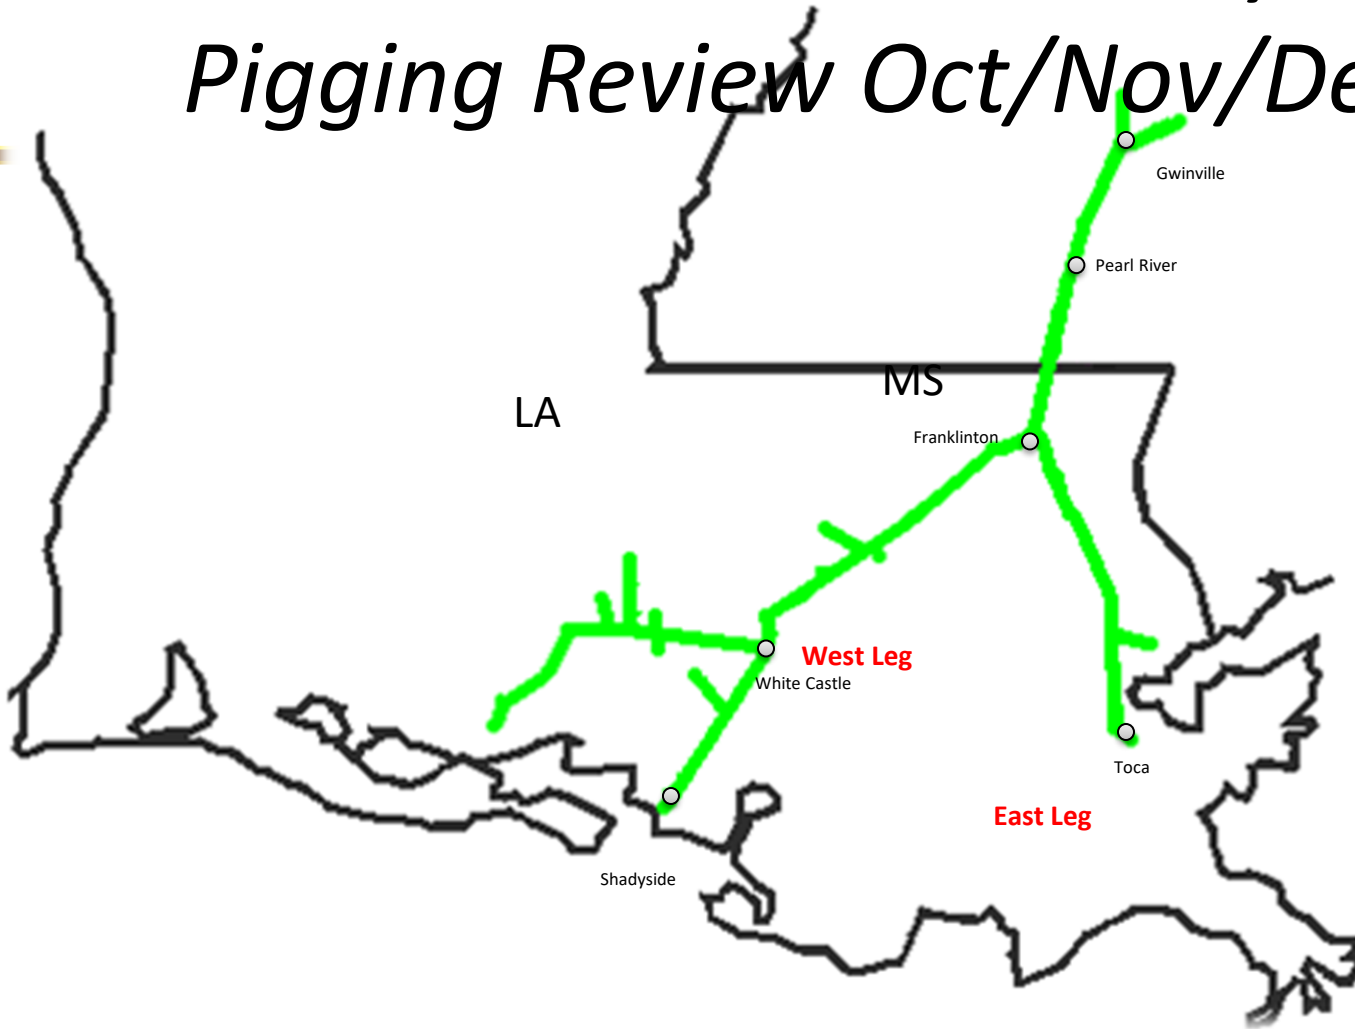 Pigging Review Oct/Nov/De
Gwinville
Pearl River
MS
LA
Franklinton
West Leg
White Castle
Toca
East Leg
Shadyside